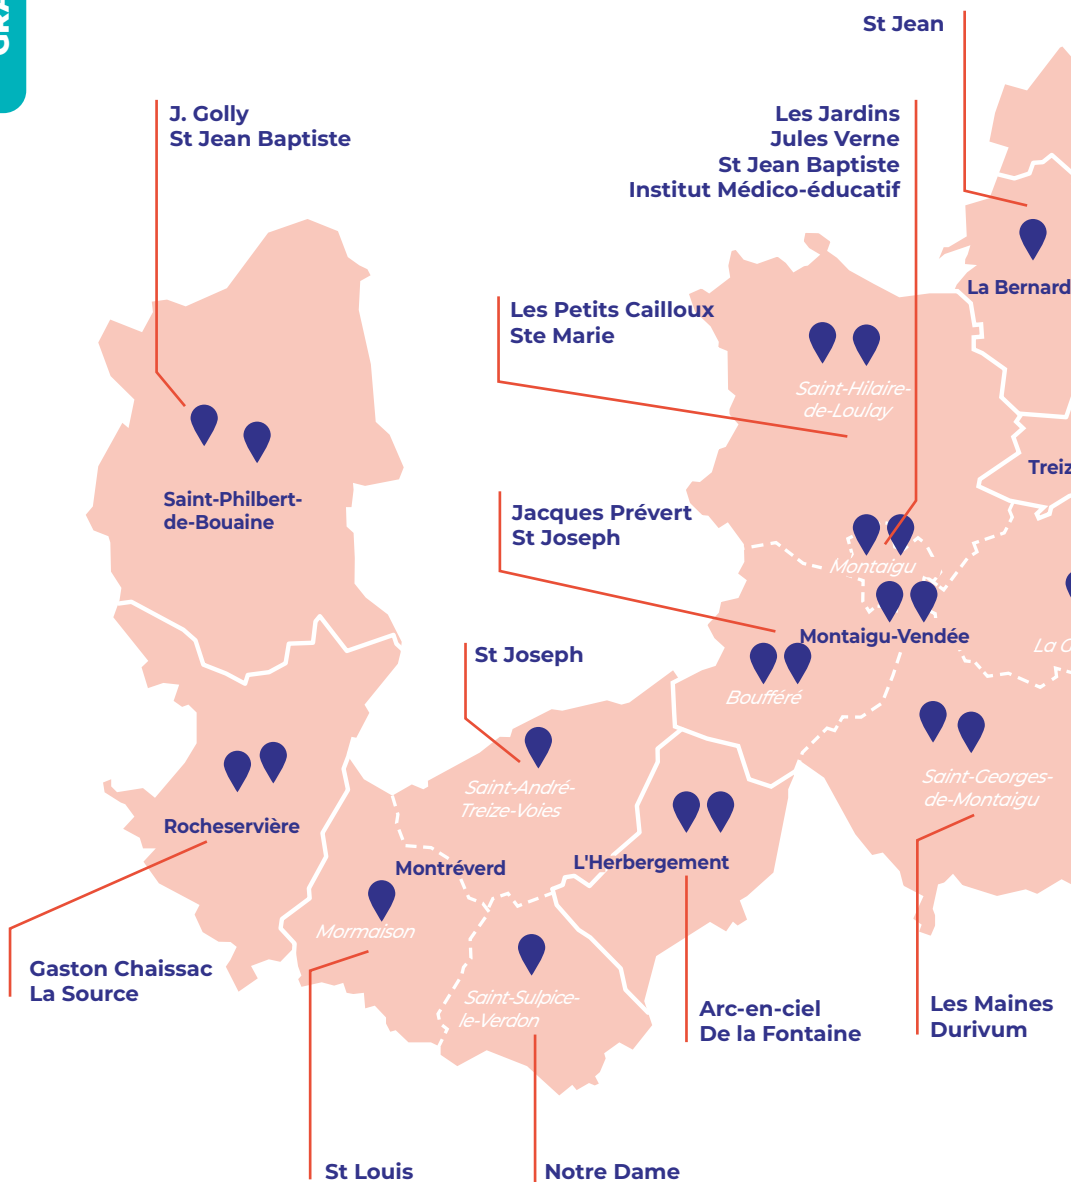 GRA
St Jean
J. Golly
St Jean Baptiste
Les Jardins
Jules Verne
St Jean Baptiste
Institut Médico-éducatif
La Bernard
Les Petits Cailloux
Ste Marie
Saint-Hilaire-
de-Loulay
Treiz
Saint-Philbert-
de-Bouaine
Jacques Prévert
St Joseph
Montaigu
Montaigu-Vendée
La G
St Joseph
Boufféré
Saint-André-
Treize-Voies
Saint-Georges-
de-Montaigu
Rocheservière
L'Herbergement
Montréverd
Mormaison
Gaston Chaissac
La Source
Saint-Sulpice-
le-Verdon
Arc-en-ciel
De la Fontaine
Les Maines
Durivum
St Louis
Notre Dame